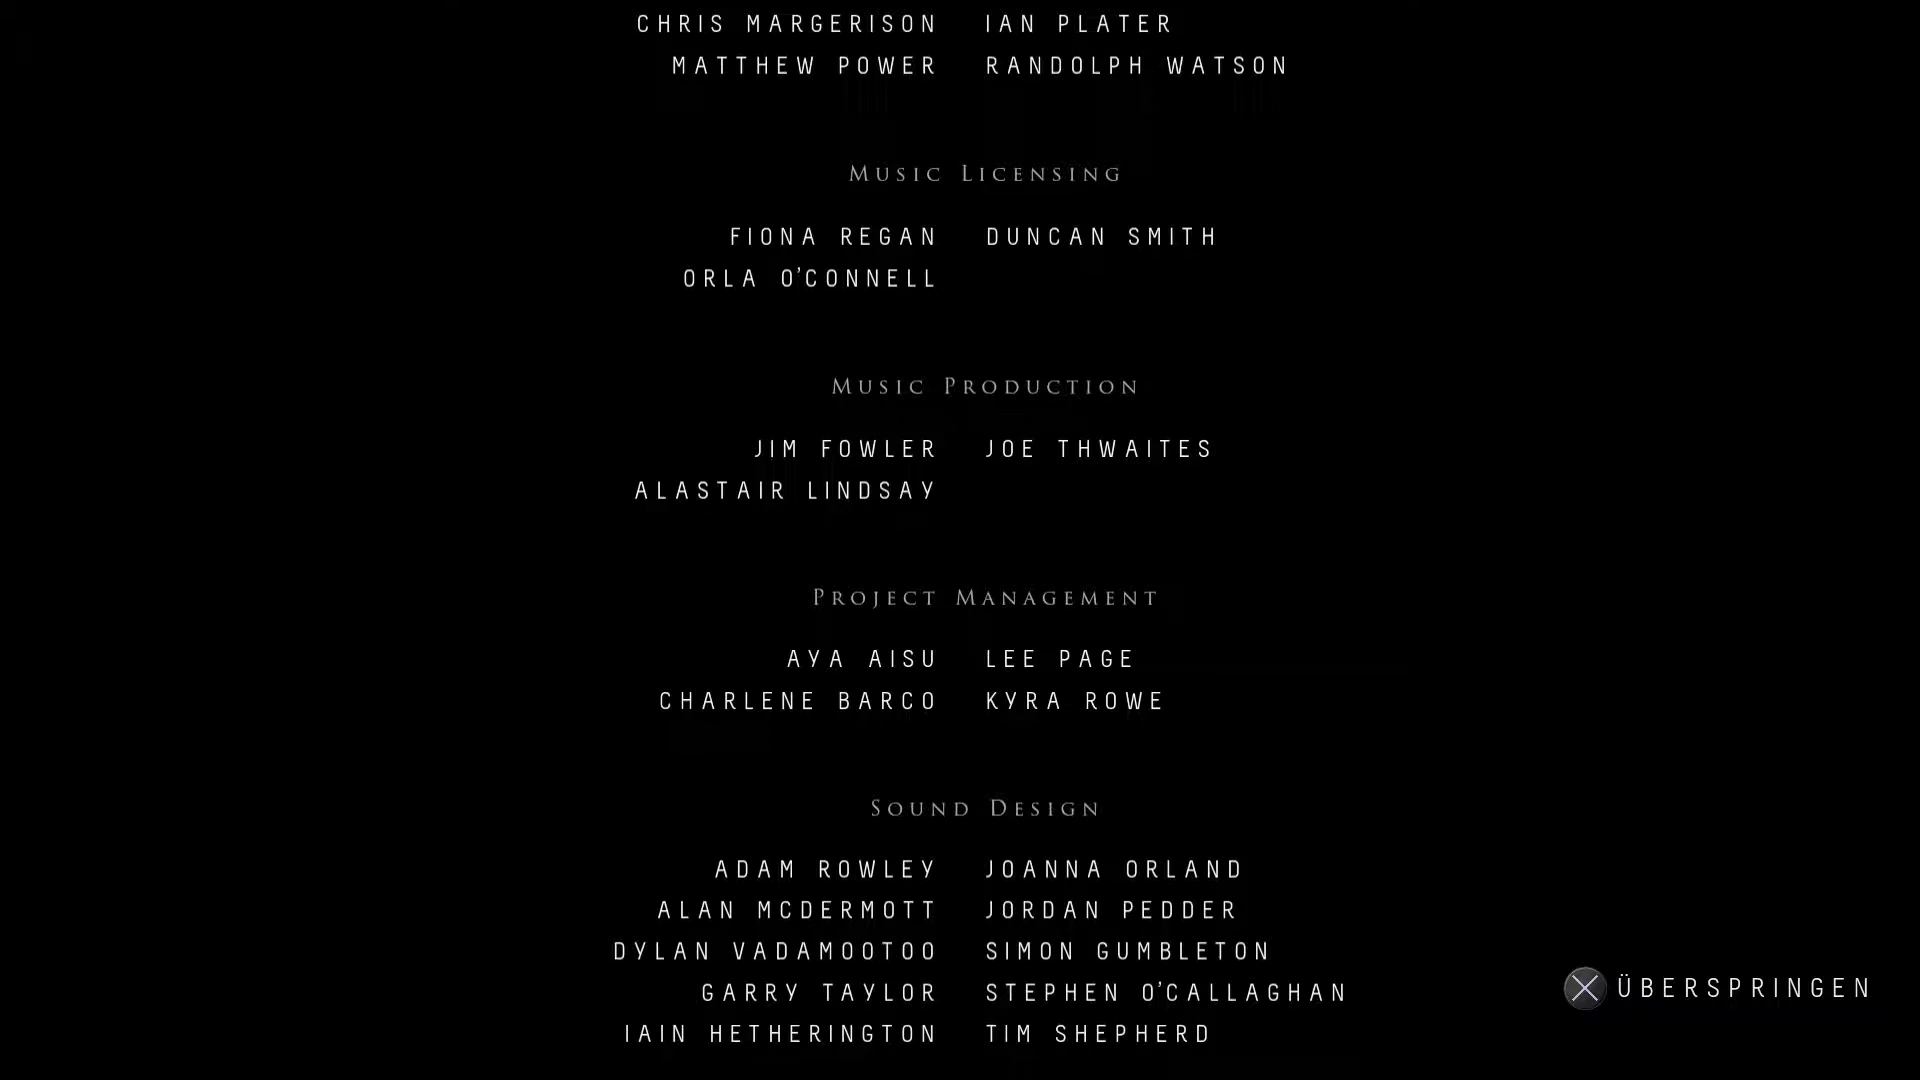 CHRIS MARGERISON IAN PLATER
MATTHEW POWER RANDOLPH WATSON
MUSIC LICENSING
FIONA REGAN DUNCAN SMITH
ORLA O'CONNELL
MUSIC PRODUCTION
JIM FOWLER JOE THWAITES
ALASTAIR LINDSAY
PROJECT MANAGEMENT
AYA AISU LEE PAGE
CHARLENE BARCO KYRA ROWE
SOUND DESIGN
ADAM ROWLEY JOANNA ORLAND
ALAN MCDERMOTT JORDAN PEDDER
DYLAN VADAMOOTOO SIMON GUMBLETON
GARRY TAYLOR STEPHEN O'CALLAGHAN
IAIN HETHERINGTON TIM SHEPHERD
ÜBERSPRINGEN